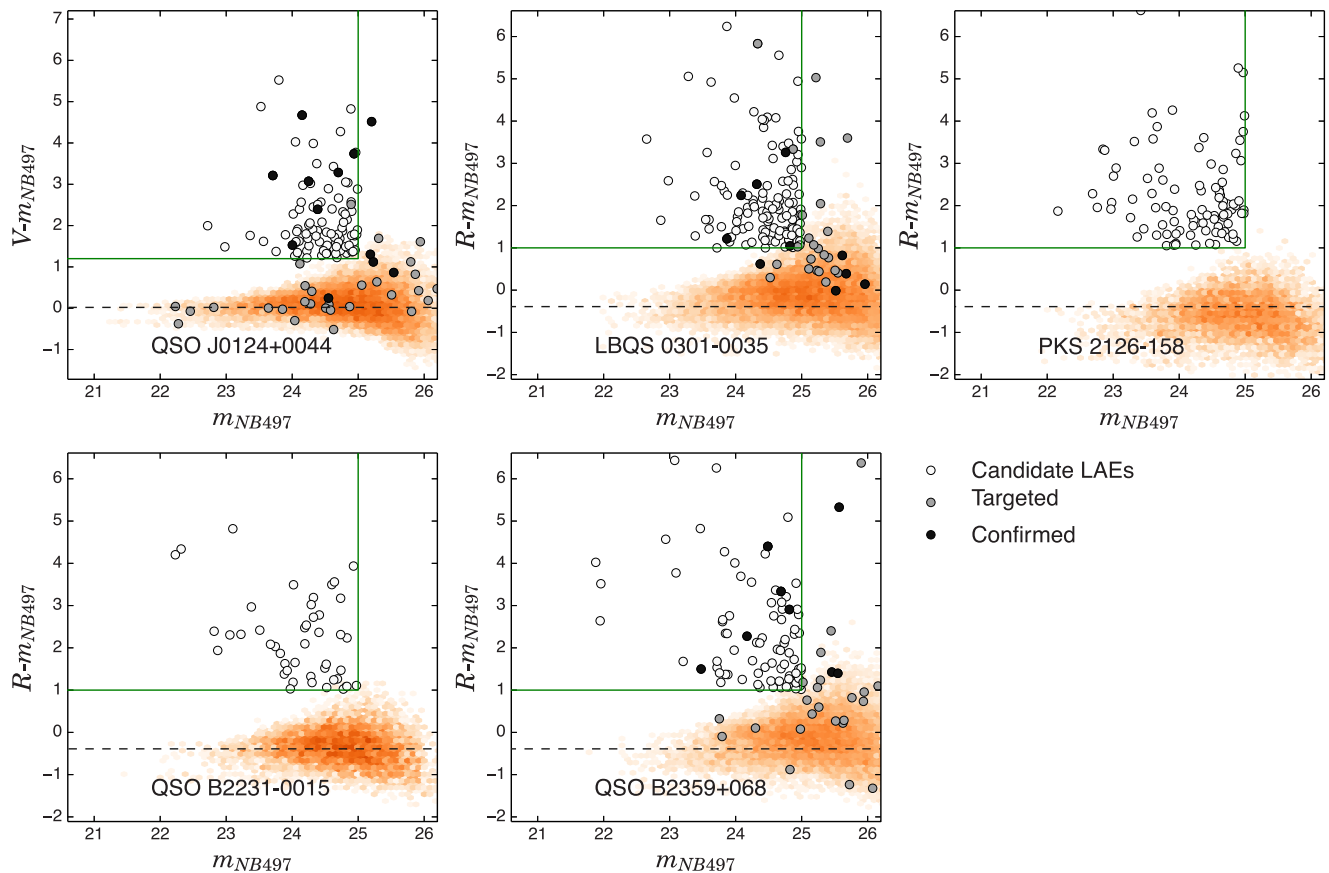 7
6
5
4
3
2
1
0
−1
V-m_NB497
21 22 23 24 25 26
m_NB497
QSO J0124+0044
6
5
4
3
2
1
0
−1
−2
R-m_NB497
21 22 23 24 25 26
m_NB497
LBQS 0301-0035
6
5
4
3
2
1
0
−1
−2
R-m_NB497
21 22 23 24 25 26
m_NB497
PKS 2126-158
6
5
4
3
2
1
0
−1
−2
R-m_NB497
21 22 23 24 25 26
m_NB497
QSO B2231-0015
6
5
4
3
2
1
0
−1
−2
R-m_NB497
21 22 23 24 25 26
m_NB497
QSO B2359+068
Candidate LAEs
Targeted
Confirmed